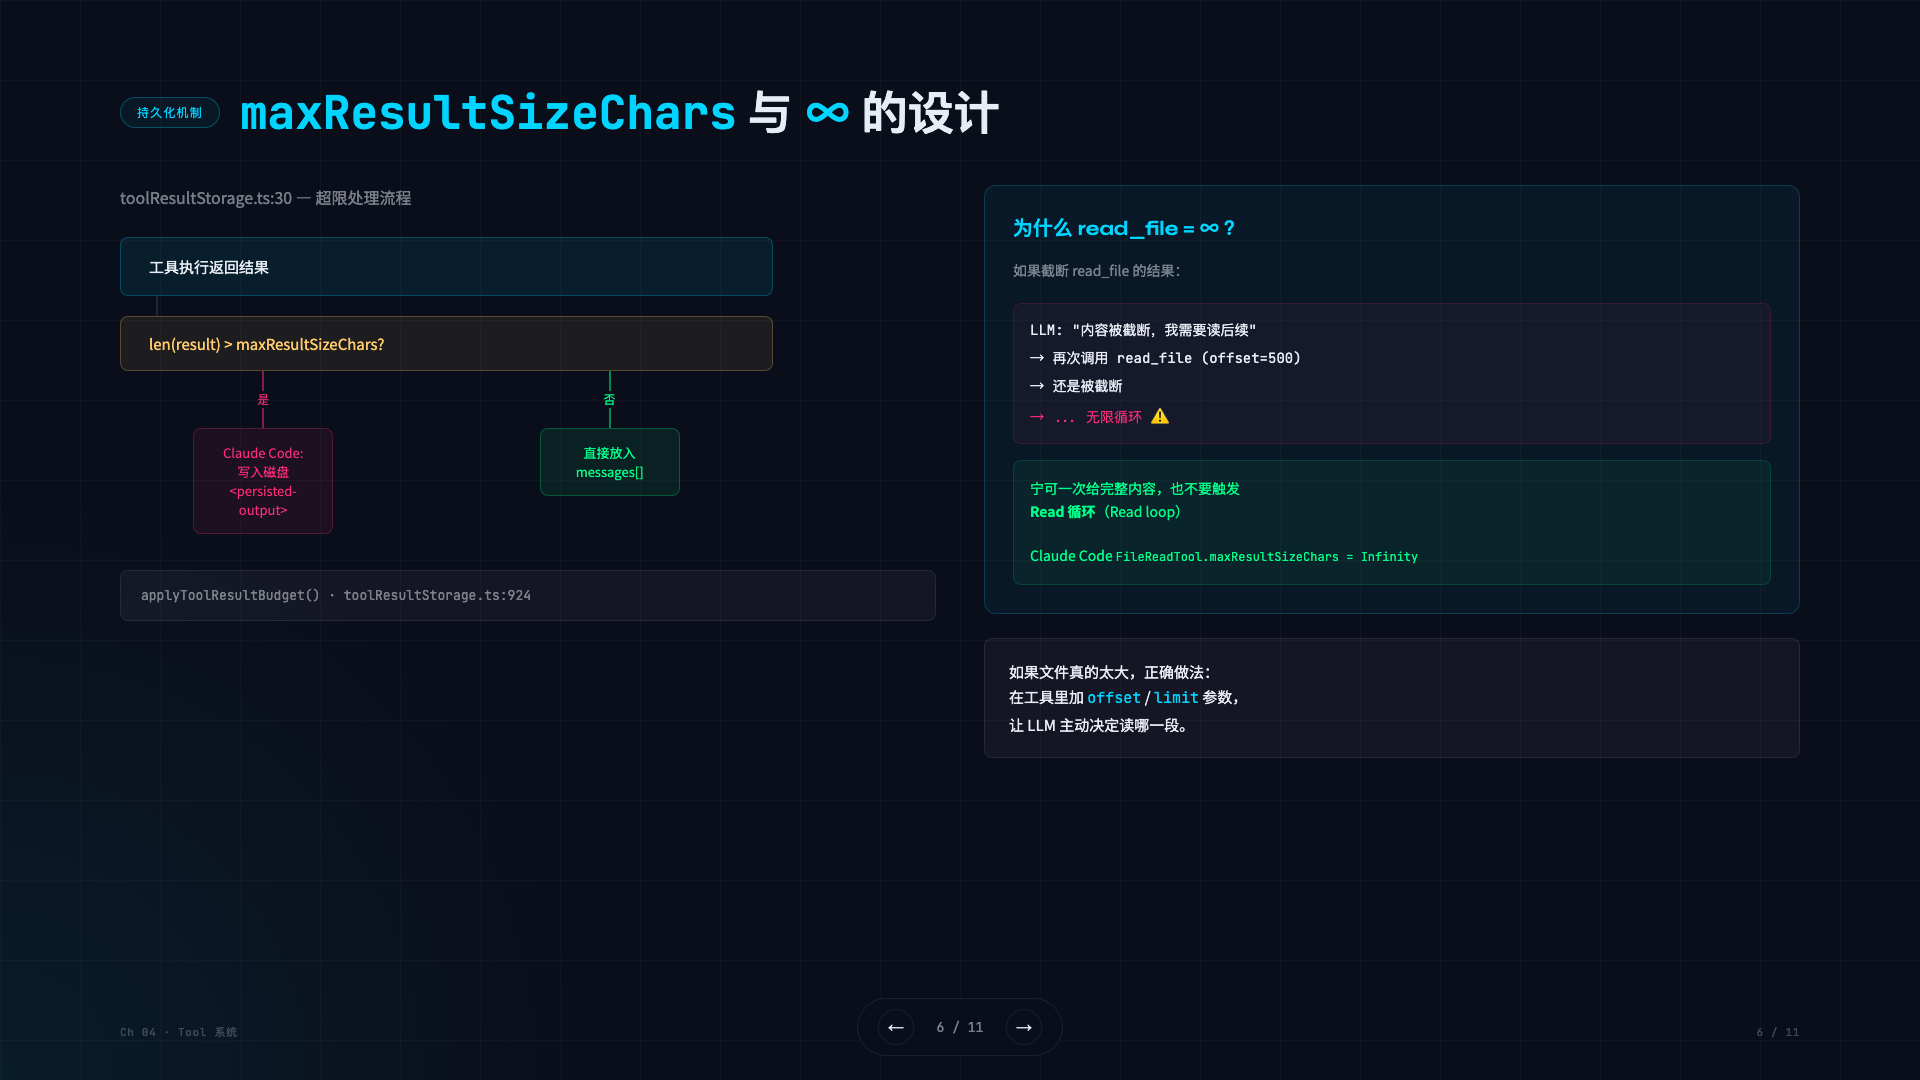 持久化机制
maxResultSizeChars 与 ∞ 的设计
toolResultStorage.ts:30 — 超限处理流程
工具执行返回结果
len(result) > maxResultSizeChars?
是
否
Claude Code:
写入磁盘
<persisted-
output>
直接放入
messages[]
applyToolResultBudget() · toolResultStorage.ts:924
为什么 read_file = ∞ ?
如果截断 read_file 的结果：
LLM: "内容被截断，我需要读后续"
→ 再次调用 read_file (offset=500)
→ 还是被截断
→ ... 无限循环 ⚠️
宁可一次给完整内容，也不要触发
Read 循环（Read loop）
Claude Code FileReadTool.maxResultSizeChars = Infinity
如果文件真的太大，正确做法：
在工具里加 offset / limit 参数，
让 LLM 主动决定读哪一段。
Ch 04 · Tool 系统
← 6 / 11 →
6 / 11